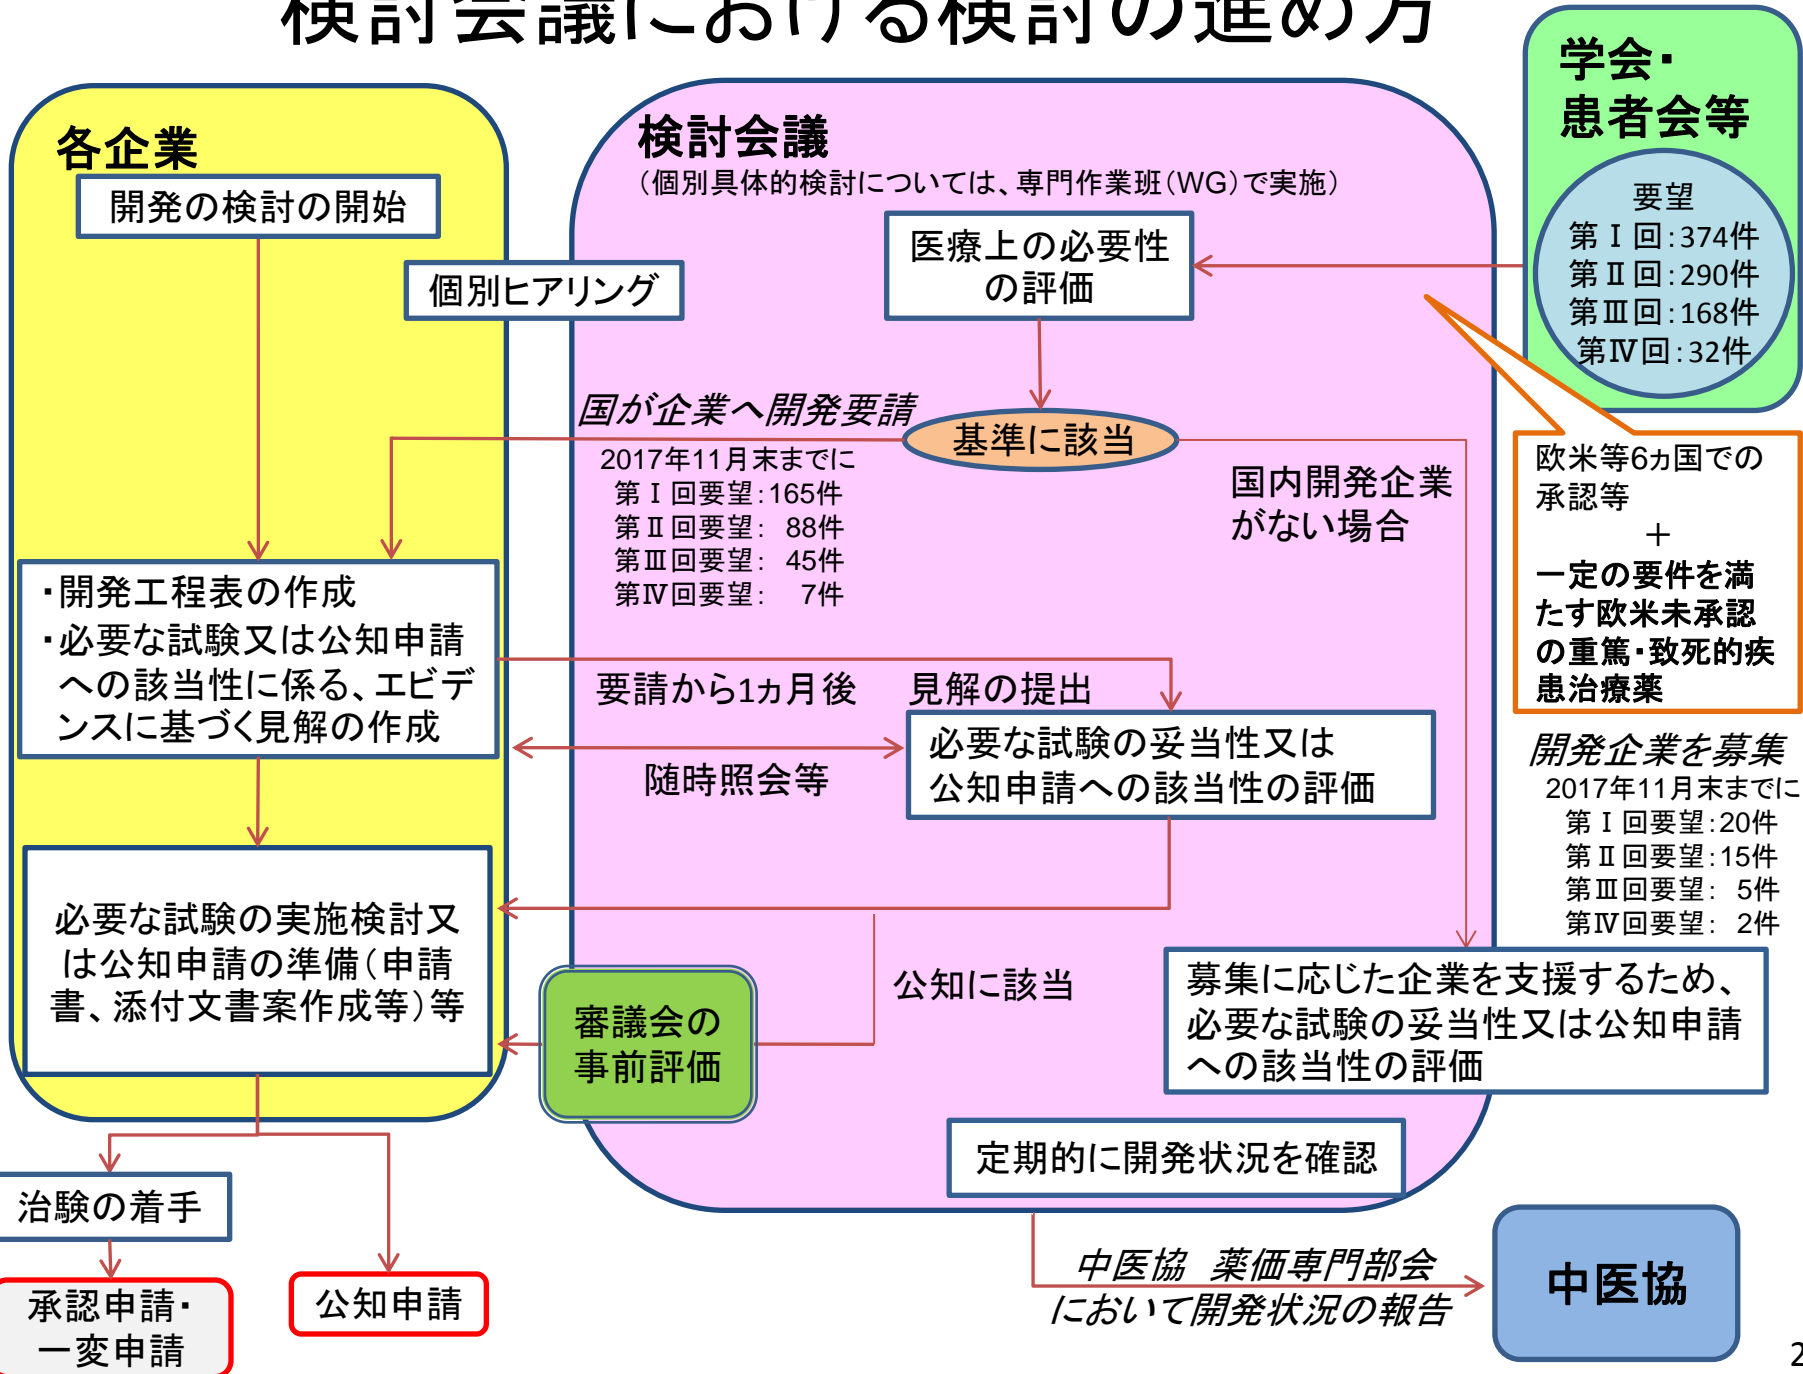 検討会議における検討の進め方
学会・
患者会等
要望
第Ⅰ回：374件
第Ⅱ回：290件
第Ⅲ回：168件
第Ⅳ回：32件
各企業
開発の検討の開始
検討会議
（個別具体的検討については、専門作業班（WG）で実施）
医療上の必要性
の評価
個別ヒアリング
国が企業へ開発要請
2017年11月末までに
第Ⅰ回要望：165件
第Ⅱ回要望： 88件
第Ⅲ回要望： 45件
第Ⅳ回要望： 7件
基準に該当
国内開発企業
がない場合
欧米等6ヵ国での
承認等
＋
一定の要件を満
たす欧米未承認
の重篤・致死的疾
患治療薬
・開発工程表の作成
・必要な試験又は公知申請
への該当性に係る、エビデ
ンスに基づく見解の作成
要請から1ヵ月後 見解の提出
随時照会等
必要な試験の妥当性又は
公知申請への該当性の評価
開発企業を募集
2017年11月末までに
第Ⅰ回要望：20件
第Ⅱ回要望：15件
第Ⅲ回要望： 5件
第Ⅳ回要望： 2件
必要な試験の実施検討又
は公知申請の準備（申請
書、添付文書案作成等）等
審議会の
事前評価
公知に該当
募集に応じた企業を支援するため、
必要な試験の妥当性又は公知申請
への該当性の評価
定期的に開発状況を確認
治験の着手
承認申請・
一変申請
公知申請
中医協 薬価専門部会
において開発状況の報告
中医協
2